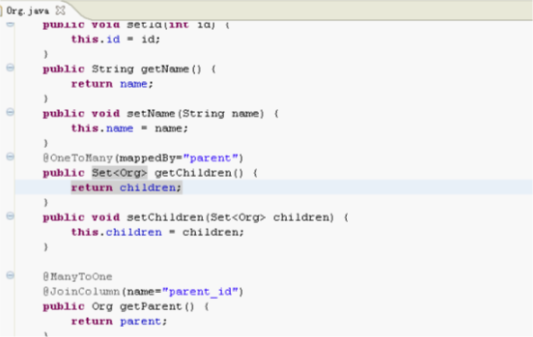 Org.java
public void setId(int id) {
this.id = id;
}
public String getName() {
return name;
}
public void setName(String name) {
this.name = name;
}
@OneToMany(mappedBy="parent")
public Set<Org> getChildren() {
return children;
}
public void setChildren(Set<Org> children) {
this.children = children;
}
@ManyToOne
@JoinColumn(name="parent_id")
public Org getParent() {
return parent;
}